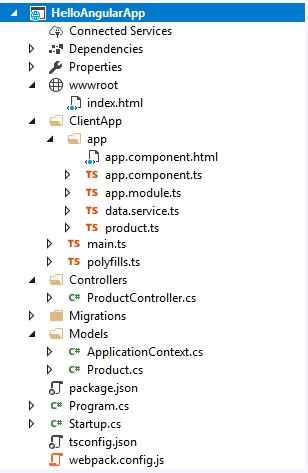 HelloAngularApp
Connected Services
Dependencies
Properties
wwwroot
index.html
ClientApp
app
app.component.html
TS app.component.ts
TS app.module.ts
TS data.service.ts
TS product.ts
TS main.ts
TS polyfills.ts
Controllers
C# ProductController.cs
Migrations
Models
C# ApplicationContext.cs
C# Product.cs
package.json
C# Program.cs
C# Startup.cs
tsconfig.json
webpack.config.js